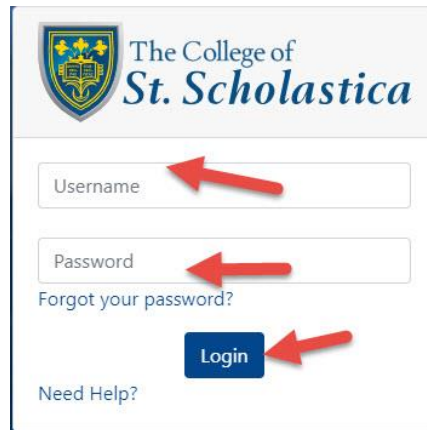 The College of
St. Scholastica
Username
Password
Forgot your password?
Login
Need Help?